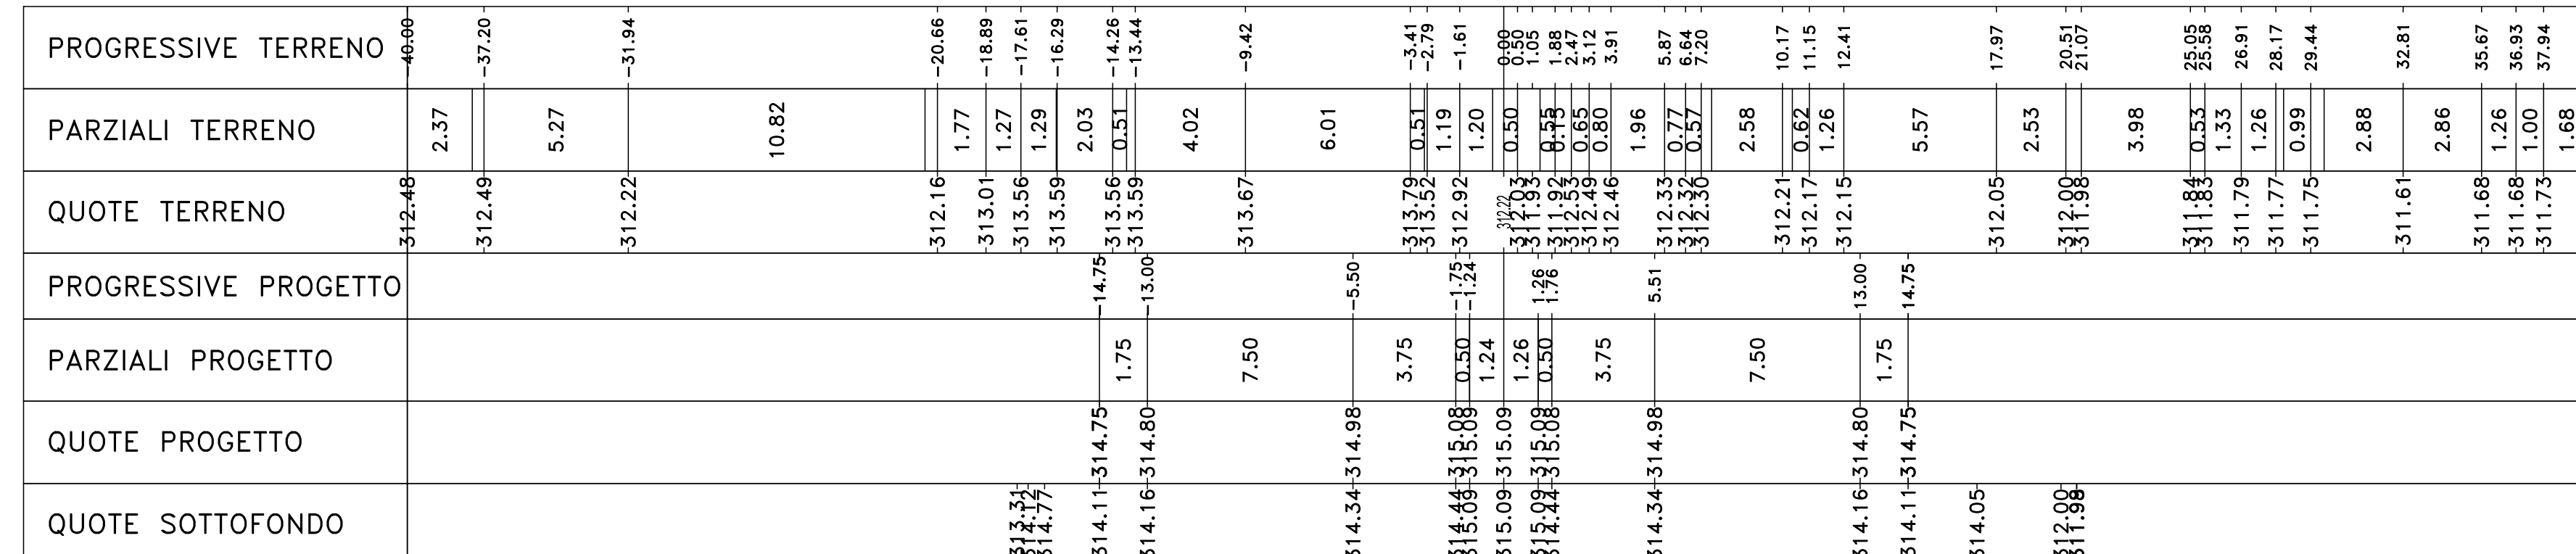 PROGRESSIVE TERRENO -40.00 -37.20 -31.94 -20.66 -18.89 -17.61 -16.29 -14.26 -13.44 -9.42 -3.41 -2.79 -1.61 0.00 0.50 1.05 1.88 2.47 3.12 3.91 5.87 6.64 7.20 10.17 11.15 12.41 17.97 20.51 21.07 25.05 25.58 26.91 28.17 29.44 32.81 35.67 36.93 37.94
PARZIALI TERRENO 2.37 5.27 10.82 1.77 1.27 1.29 2.03 0.51 4.02 6.01 0.51 1.19 1.20 0.50 0.55 0.15 0.65 0.80 1.96 0.77 0.57 2.58 0.62 1.26 5.57 2.53 3.98 0.53 1.33 1.26 0.99 2.88 2.86 1.26 1.00 1.68
QUOTE TERRENO 312.48 312.49 312.22 312.16 313.01 313.56 313.59 313.56 313.59 313.67 313.79 313.52 312.92 312.22 312.03 311.93 311.92 312.53 312.49 312.46 312.33 312.32 312.30 312.21 312.17 312.15 312.05 312.00 311.98 311.84 311.83 311.79 311.77 311.75 311.61 311.68 311.68 311.73
PROGRESSIVE PROGETTO -14.75 -13.00 -5.50 -1.75 -1.24 1.26 1.76 5.51 13.00 14.75
PARZIALI PROGETTO 1.75 7.50 3.75 0.50 1.24 1.26 0.50 3.75 7.50 1.75
QUOTE PROGETTO 314.75 314.80 314.98 315.08 315.09 315.09 315.09 315.08 314.98 314.80 314.75
QUOTE SOTTOFONDO 313.31 314.12 314.77 314.11 314.16 314.34 314.44 315.09 315.09 315.09 314.44 314.34 314.16 314.11 314.05 312.00 311.98